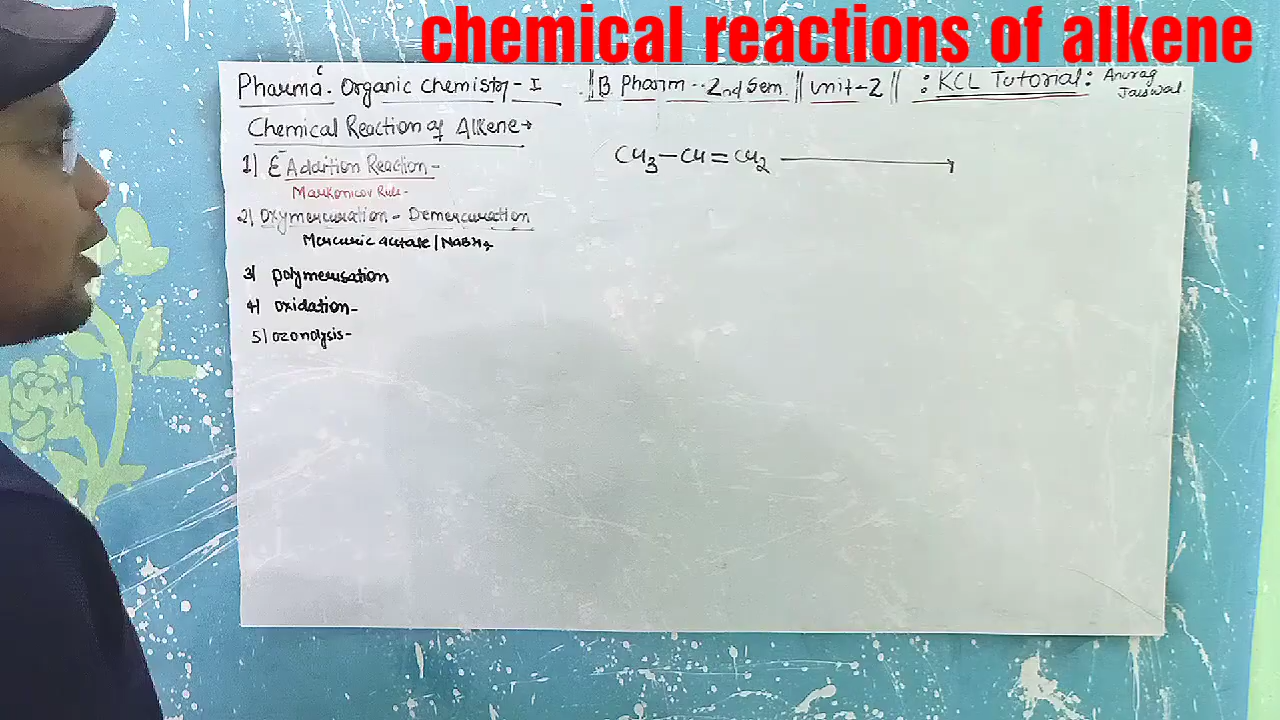 chemical reactions of alkene
Pharmac. Organic chemistry - I || B Pharm - 2nd Sem. || Unit-2 || : KCL Tutorial: Anurag Jaiswal
Chemical Reaction of Alkene→
1) E⁻ Addition Reaction -
Markonicov Rule-
CH3-CH=CH2 ⟶
2) Oxymercuration - Demercuration
Mercuric acetate | NaBH4
3) polymerisation
4) oxidation-
5) ozonolysis-